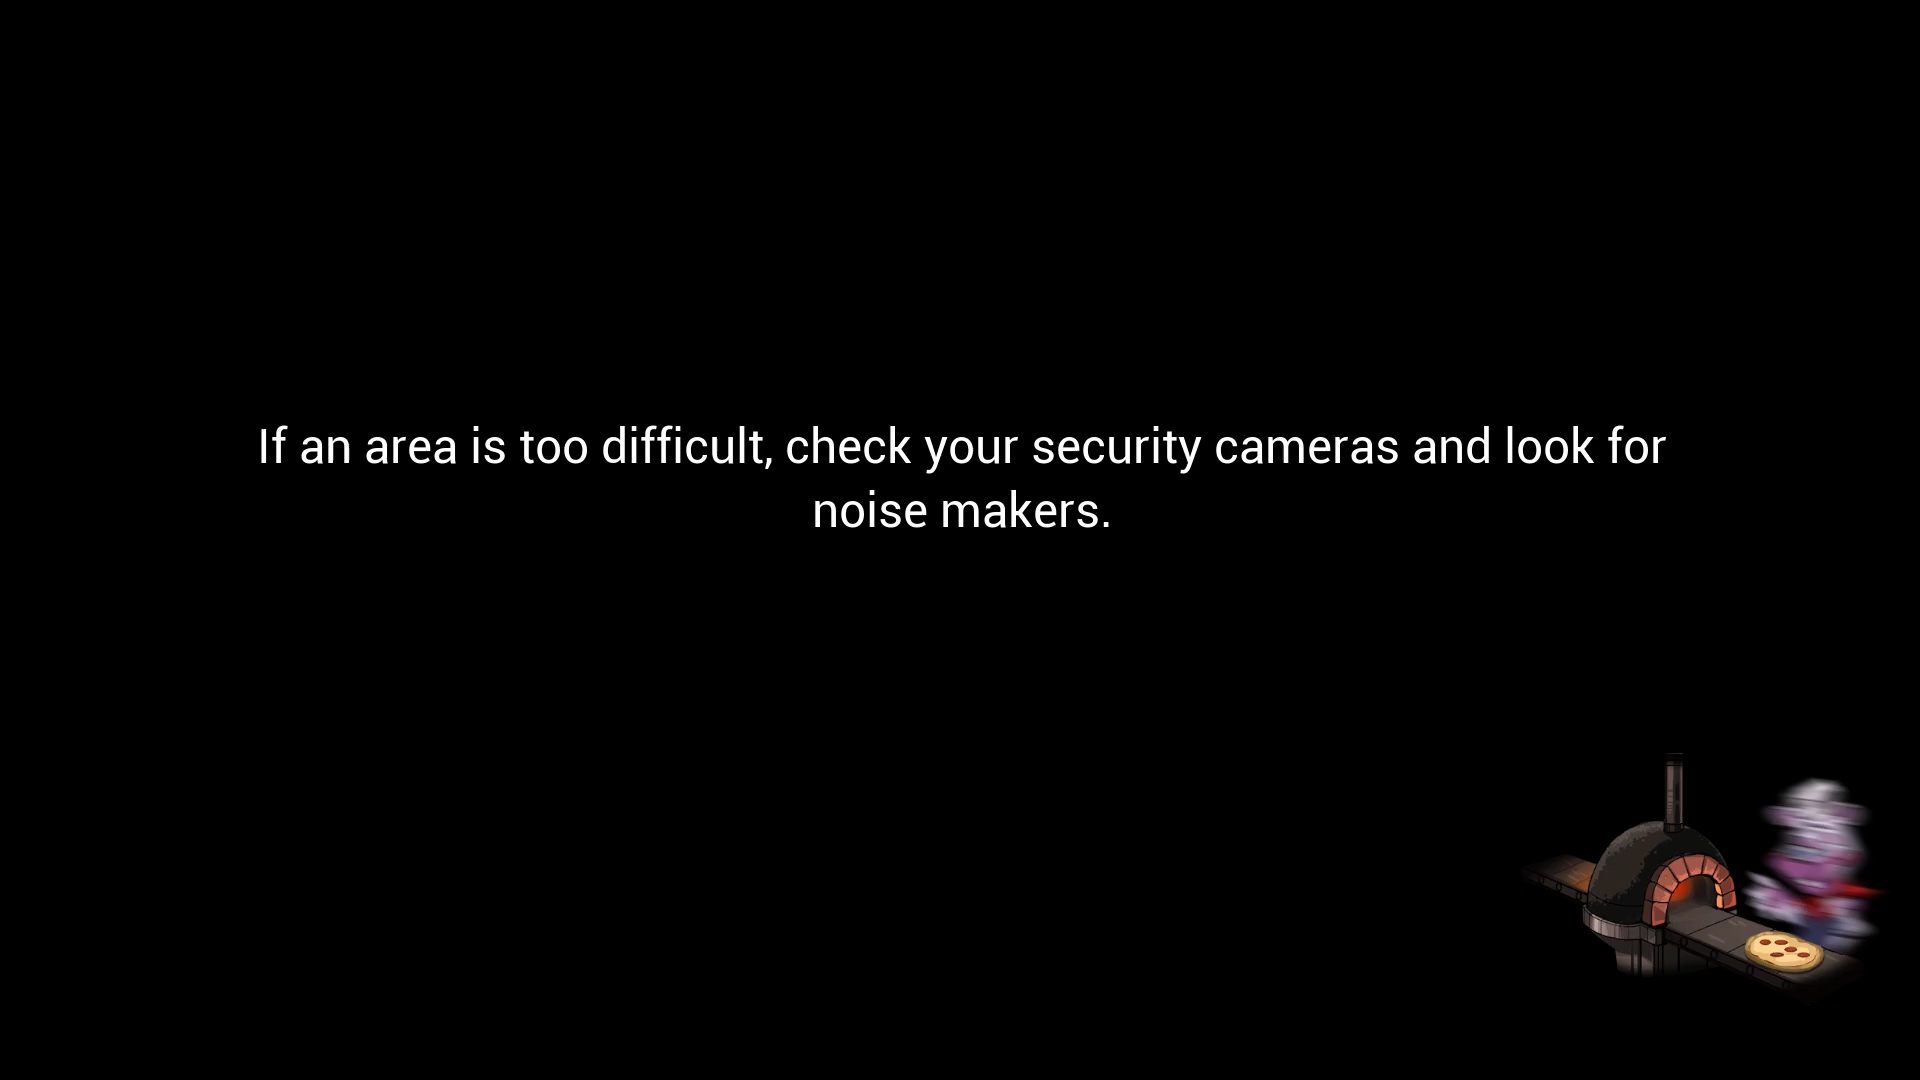 If an area is too difficult, check your security cameras and look for
noise makers.